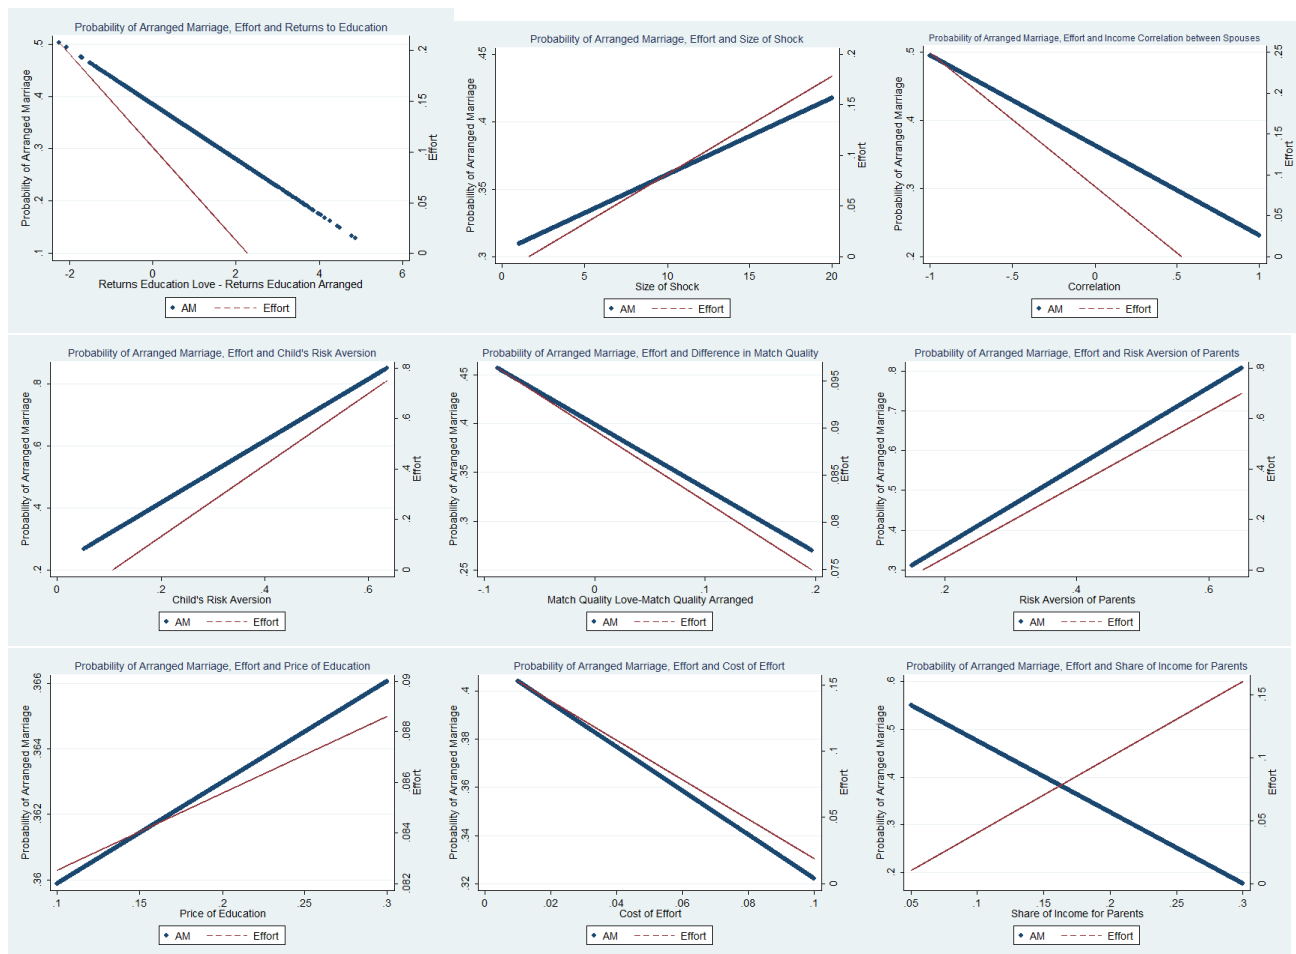 Probability of Arranged Marriage, Effort and Returns to Education
Probability of Arranged Marriage
.1 .2 .3 .4 .5
Effort
0 .05 .1 .15 .2
-2 0 2 4 6
Returns Education Love - Returns Education Arranged
AM Effort
Probability of Arranged Marriage, Effort and Size of Shock
Probability of Arranged Marriage
.3 .35 .4 .45
Effort
0 .05 .1 .15 .2
0 5 10 15 20
Size of Shock
AM Effort
Probability of Arranged Marriage, Effort and Income Correlation between Spouses
Probability of Arranged Marriage
.2 .3 .4 .5
Effort
0 .05 .1 .15 .2 .25
-1 -.5 0 .5 1
Correlation
AM Effort
Probability of Arranged Marriage, Effort and Child's Risk Aversion
Probability of Arranged Marriage
.2 .4 .6 .8
Effort
0 .2 .4 .6 .8
0 .2 .4 .6
Child's Risk Aversion
AM Effort
Probability of Arranged Marriage, Effort and Difference in Match Quality
Probability of Arranged Marriage
.25 .3 .35 .4 .45
Effort
.075 .08 .085 .09 .095
-.1 0 .1 .2
Match Quality Love-Match Quality Arranged
AM Effort
Probability of Arranged Marriage, Effort and Risk Aversion of Parents
Probability of Arranged Marriage
.3 .4 .5 .6 .7 .8
Effort
0 .2 .4 .6 .8
.2 .4 .6
Risk Aversion of Parents
AM Effort
Probability of Arranged Marriage, Effort and Price of Education
Probability of Arranged Marriage
.36 .362 .364 .366
Effort
.082 .084 .086 .088 .09
.1 .15 .2 .25 .3
Price of Education
AM Effort
Probability of Arranged Marriage, Effort and Cost of Effort
Probability of Arranged Marriage
.32 .34 .36 .38 .4
Effort
0 .05 .1 .15
0 .02 .04 .06 .08 .1
Cost of Effort
AM Effort
Probability of Arranged Marriage, Effort and Share of Income for Parents
Probability of Arranged Marriage
.2 .3 .4 .5 .6
Effort
0 .05 .1 .15
.05 .1 .15 .2 .25 .3
Share of Income for Parents
AM Effort